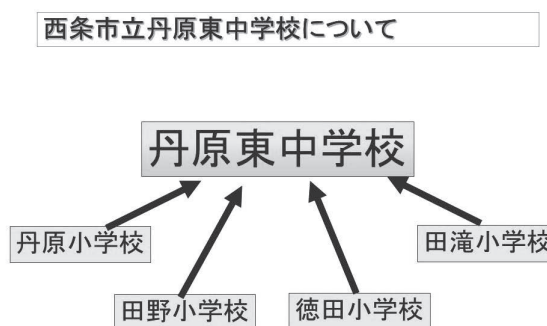 西条市立丹原東中学校について
丹原東中学校
丹原小学校
田滝小学校
田野小学校
徳田小学校